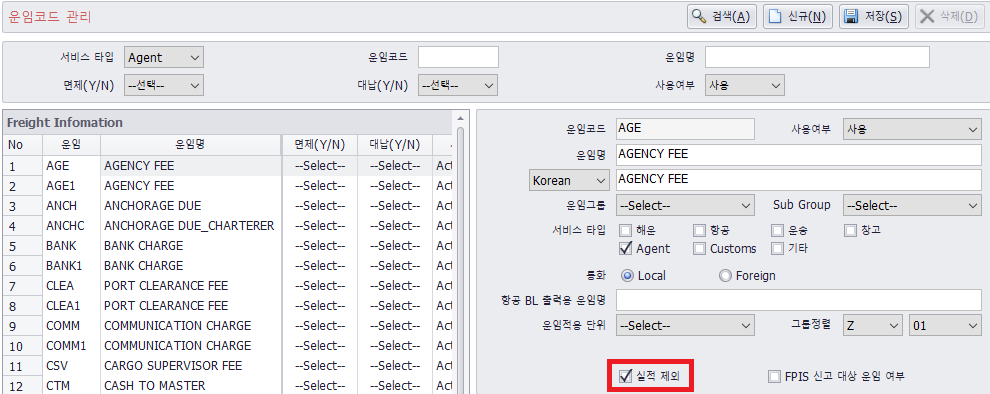 운임코드 관리 검색(A) 신규(N) 저장(S) 삭제(D)
서비스 타입 Agent 운임코드 운임명
면제(Y/N) --선택-- 대납(Y/N) --선택-- 사용여부 사용
Freight Infomation
No 운임 운임명 면제(Y/N) 대납(Y/N)
1 AGE AGENCY FEE --Select-- --Select-- Act
2 AGE1 AGENCY FEE --Select-- --Select-- Act
3 ANCH ANCHORAGE DUE --Select-- --Select-- Act
4 ANCHC ANCHORAGE DUE_CHARTERER --Select-- --Select-- Act
5 BANK BANK CHARGE --Select-- --Select-- Act
6 BANK1 BANK CHARGE --Select-- --Select-- Act
7 CLEA PORT CLEARANCE FEE --Select-- --Select-- Act
8 CLEA1 PORT CLEARANCE FEE --Select-- --Select-- Act
9 COMM COMMUNICATION CHARGE --Select-- --Select-- Act
10 COMM1 COMMUNICATION CHARGE --Select-- --Select-- Act
11 CSV CARGO SUPERVISOR FEE --Select-- --Select-- Act
12 CTM CASH TO MASTER --Select-- --Select-- Act
운임코드 AGE 사용여부 사용
운임명 AGENCY FEE
Korean AGENCY FEE
운임그룹 --Select-- Sub Group --Select--
서비스 타입 해운 항공 운송 창고
Agent Customs 기타
통화 Local Foreign
항공 BL 출력용 운임명
운임적용 단위 --Select-- 그룹정렬 Z 01
실적 제외 FPIS 신고 대상 운임 여부